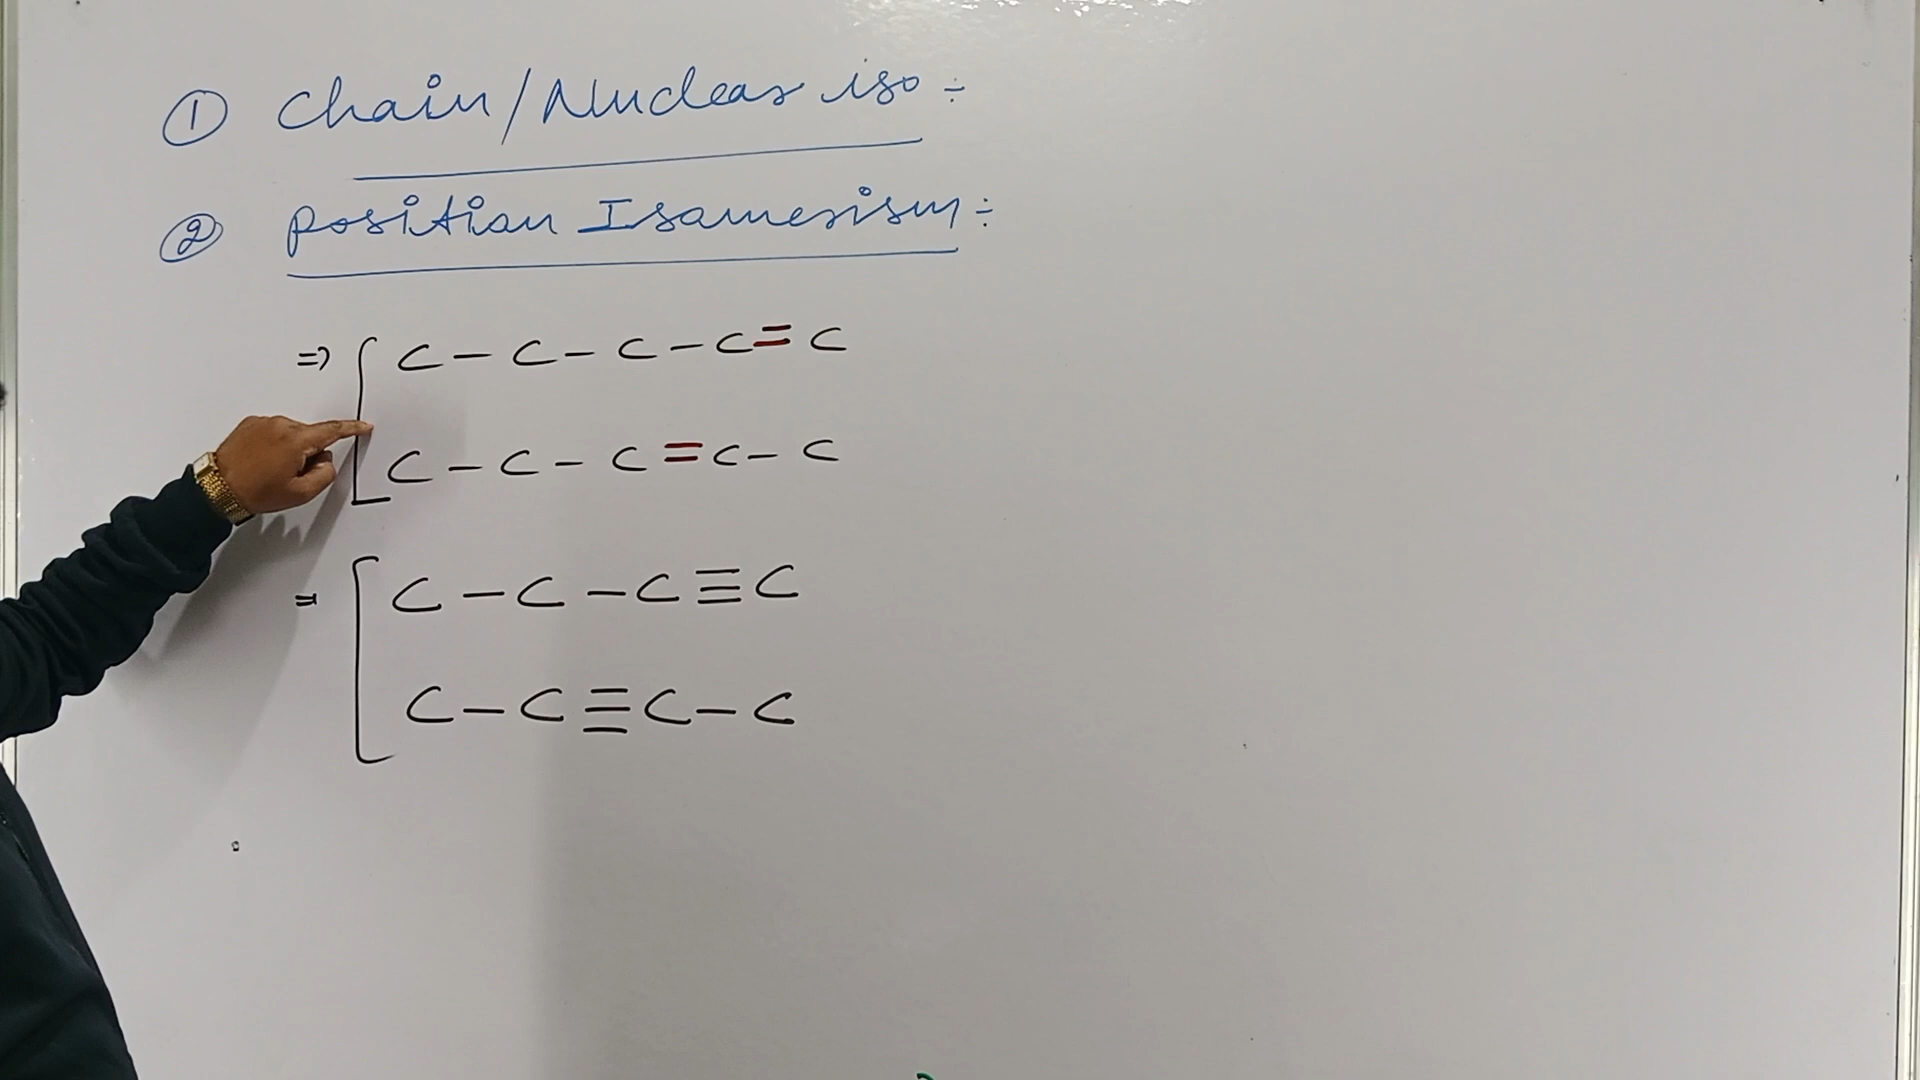 ① Chain/Nuclear iso :-
② Position Isomerism :-
⇒ C - C - C - C = C
C - C - C = C - C
⇒ C - C - C ≡ C
C - C ≡ C - C